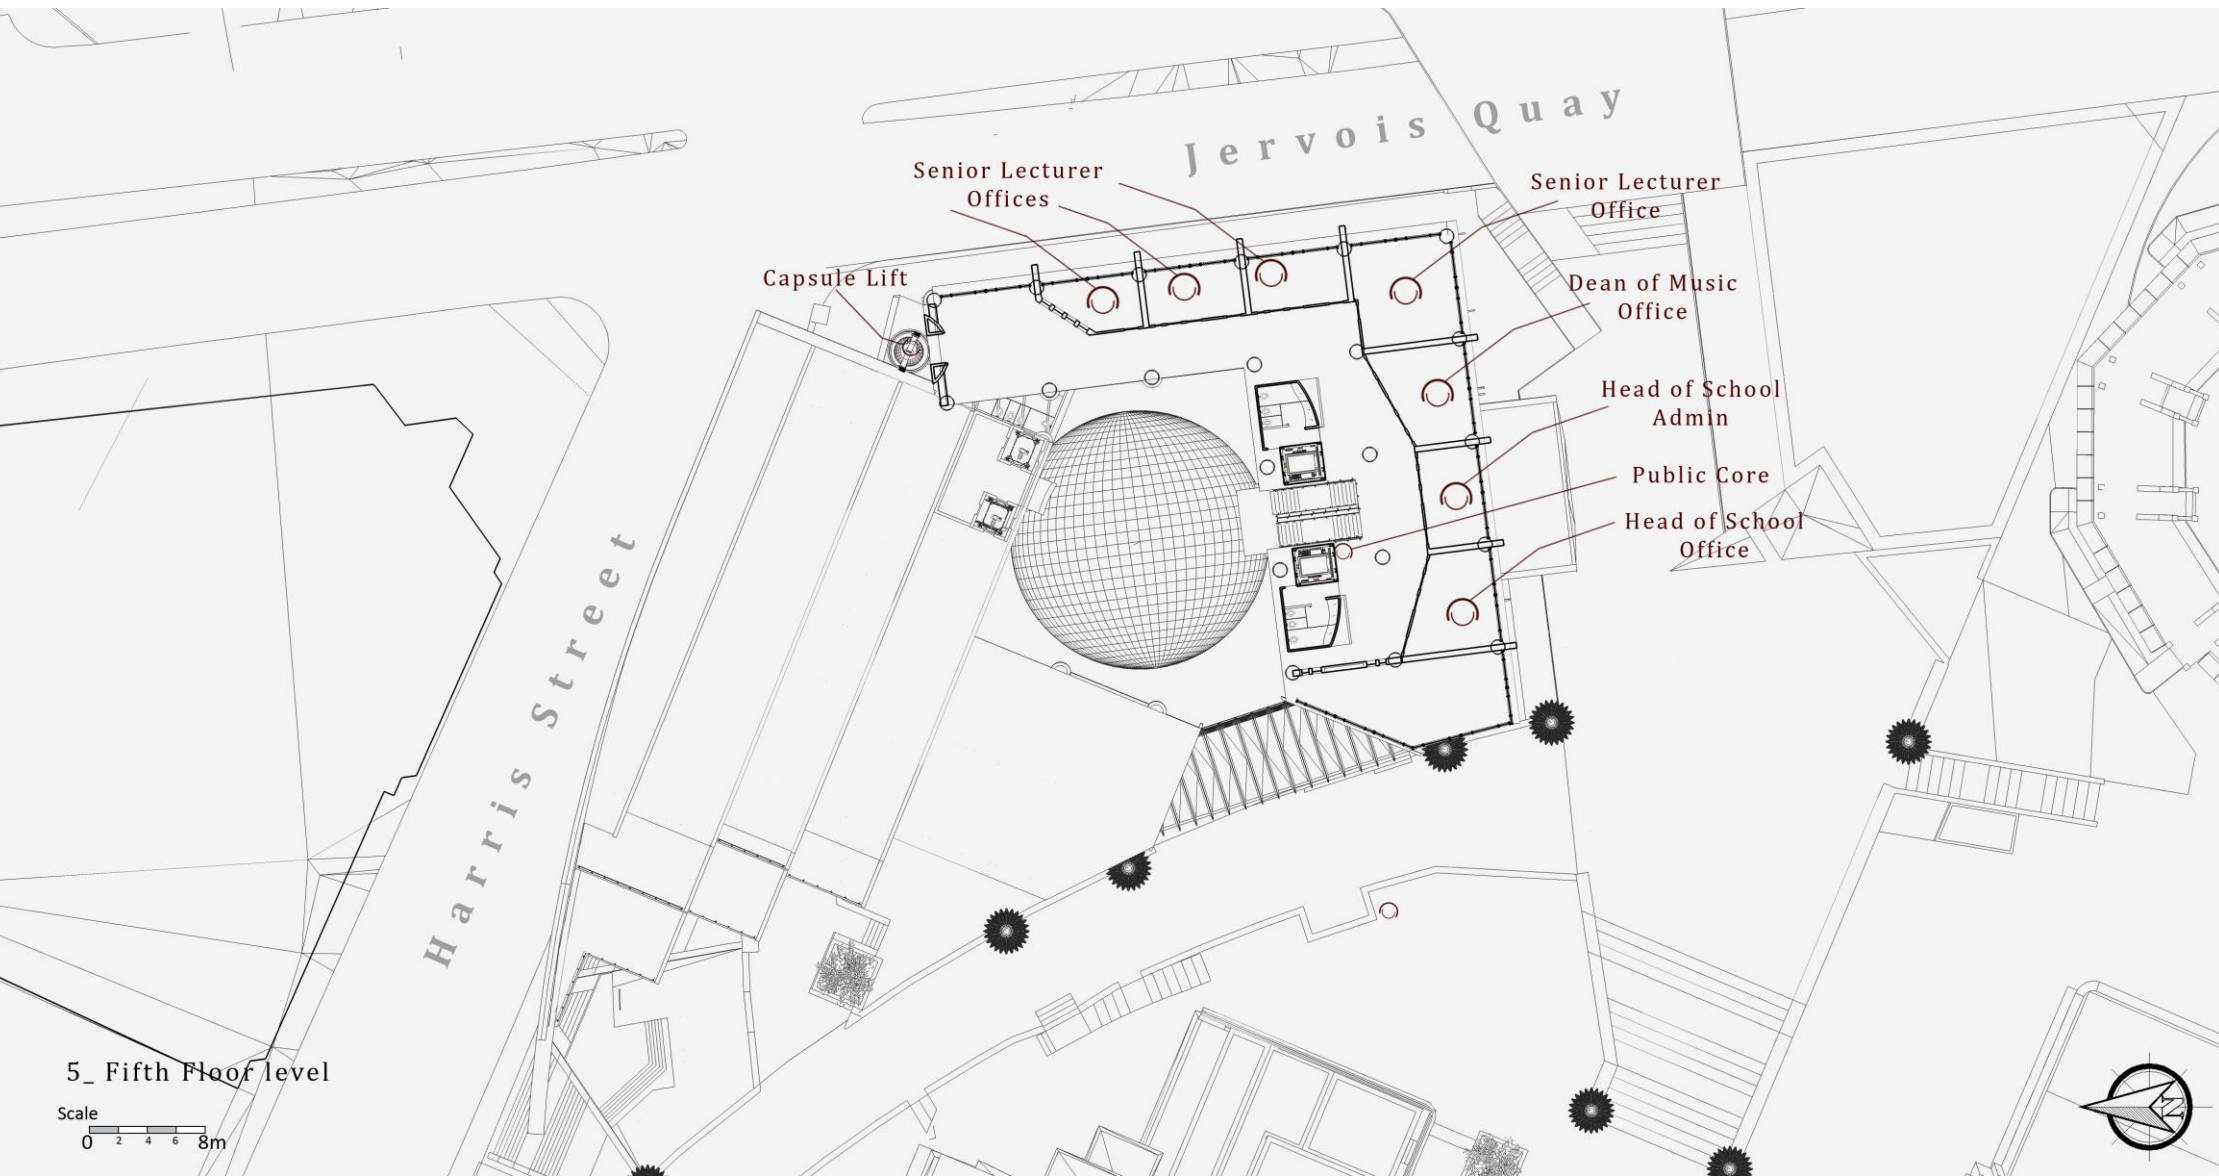 Jervois Quay
Senior Lecturer
Offices
Senior Lecturer
Office
Capsule Lift
Dean of Music
Office
Head of School
Admin
Public Core
Head of School
Office
Harris Street
5_ Fifth Floor level
Scale
0 2 4 6 8m
N